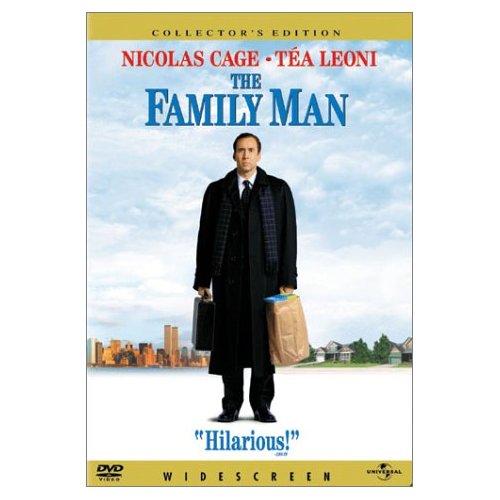 COLLECTOR'S EDITION
NICOLAS CAGE • TÉA LEONI
THE
FAMILY MAN
"Hilarious!"
DVD
VIDEO
WIDESCREEN
UNIVERSAL